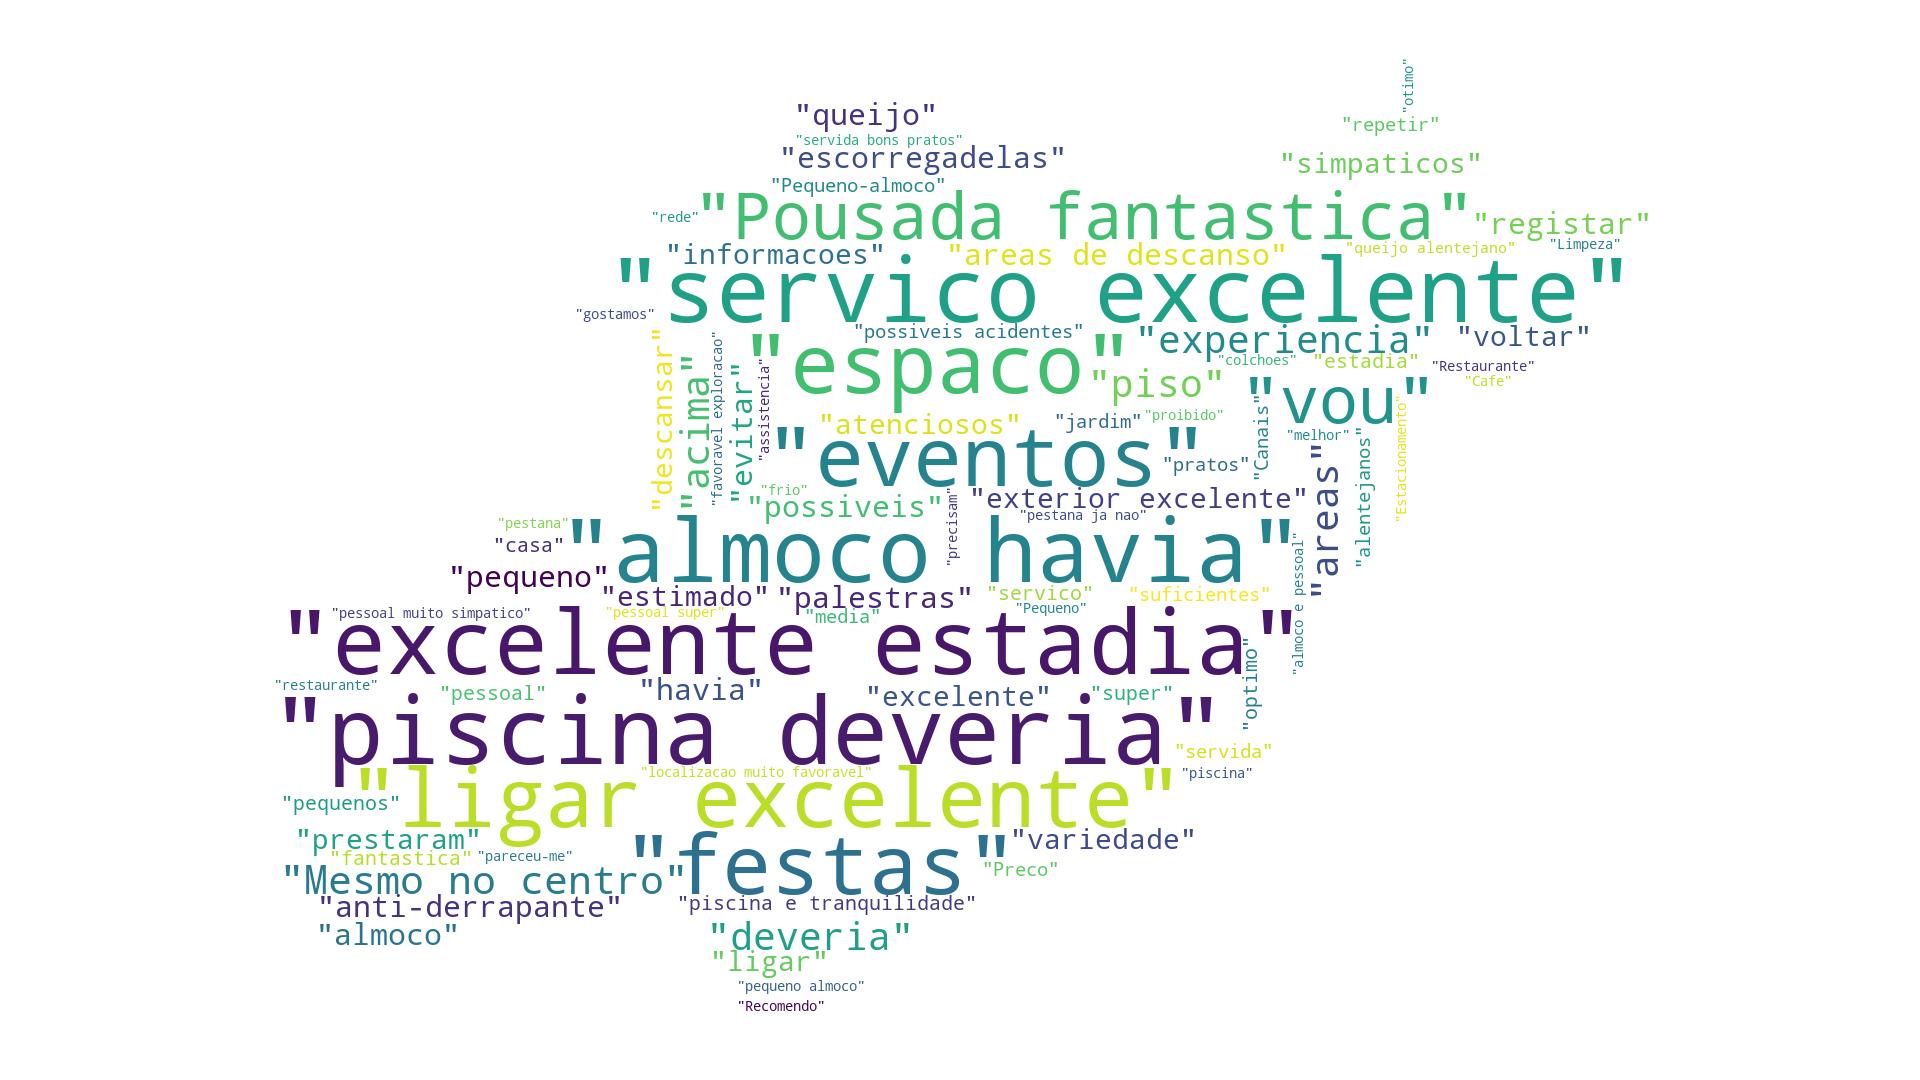 "otimo"
"queijo"
"repetir"
"servida bons pratos"
"escorregadelas"
"simpaticos"
"Pequeno-almoco"
"rede"
"Pousada fantastica"
"registar"
"informacoes"
"areas de descanso"
"queijo alentejano"
"Limpeza"
"servico excelente"
"gostamos"
"possiveis acidentes"
"experiencia"
"voltar"
"descansar"
"acima"
"favoravel exploracao"
"evitar"
"assistencia"
"espaco"
"piso"
"colchoes"
"estadia"
"Restaurante"
"Cafe"
"vou"
"atenciosos"
"jardim"
"proibido"
"Canais"
"melhor"
"Estacionamento"
"eventos"
"pratos"
"areas"
"alentejanos"
"frio"
"possiveis"
"precisam"
"exterior excelente"
"pestana ja nao"
"pestana"
"casa"
"almoco havia"
"almoco e pessoal"
"pequeno"
"estimado"
"palestras"
"servico"
"suficientes"
"pessoal muito simpatico"
"pessoal super"
"media"
"Pequeno"
"excelente estadia"
"optimo"
"restaurante"
"pessoal"
"havia"
"excelente"
"super"
"piscina deveria"
"servida"
"piscina"
"localizacao muito favoravel"
"ligar excelente"
"pequenos"
"prestaram"
"fantastica"
"pareceu-me"
"festas"
"variedade"
"Preco"
"Mesmo no centro"
"anti-derrapante"
"piscina e tranquilidade"
"almoco"
"deveria"
"ligar"
"pequeno almoco"
"Recomendo"